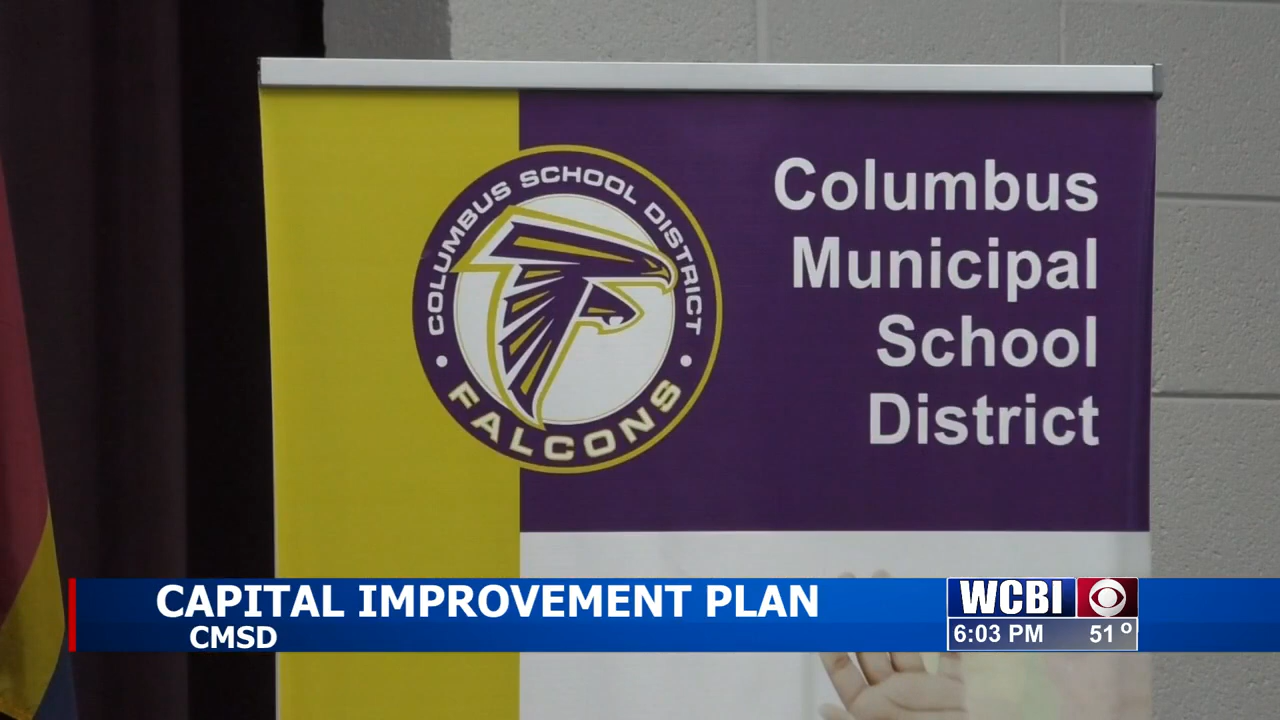 COLUMBUS SCHOOL DISTRICT
FALCONS
Columbus
Municipal
School
District
CAPITAL IMPROVEMENT PLAN
CMSD
WCBI
6:03 PM 51°